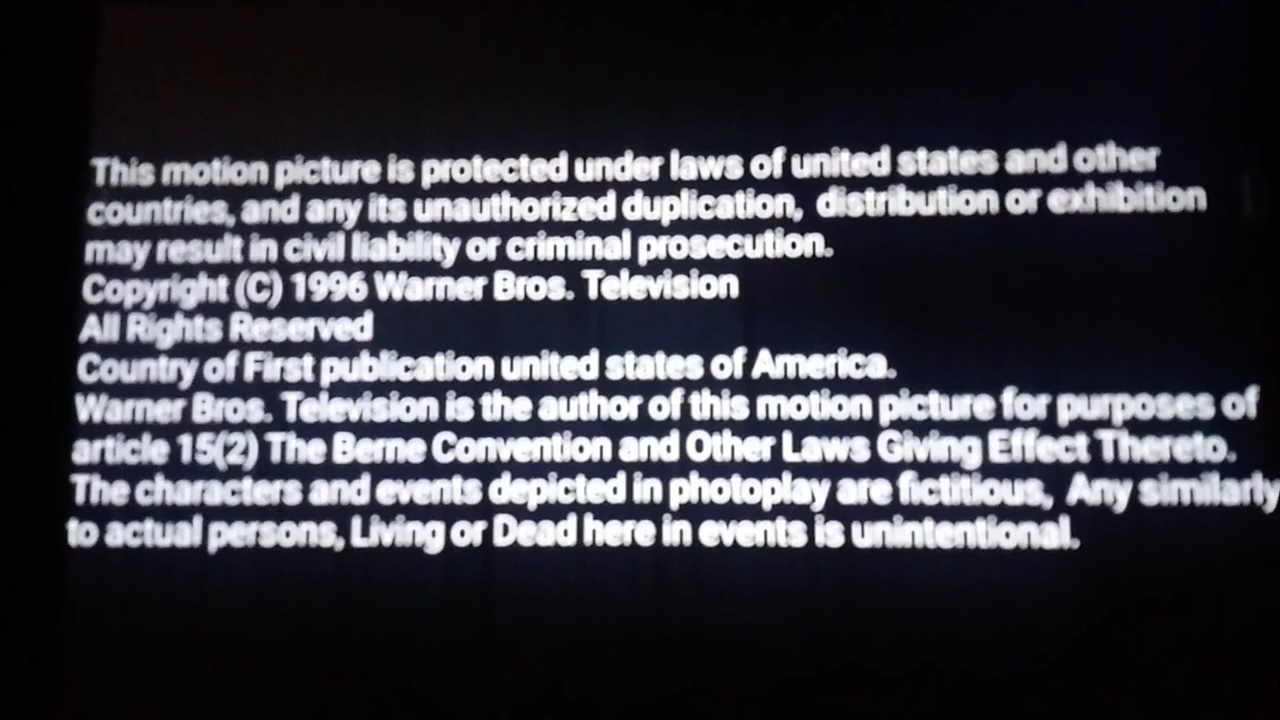 This motion picture is protected under laws of united states and other
countries, and any its unauthorized duplication, distribution or exhibition
may result in civil liability or criminal prosecution.
Copyright (C) 1996 Warner Bros. Television
All Rights Reserved
Country of First publication united states of America.
Warner Bros. Television is the author of this motion picture for purposes of
article 15(2) The Berne Convention and Other Laws Giving Effect Thereto.
The characters and events depicted in photoplay are fictitious, Any similarly
to actual persons, Living or Dead here in events is unintentional.